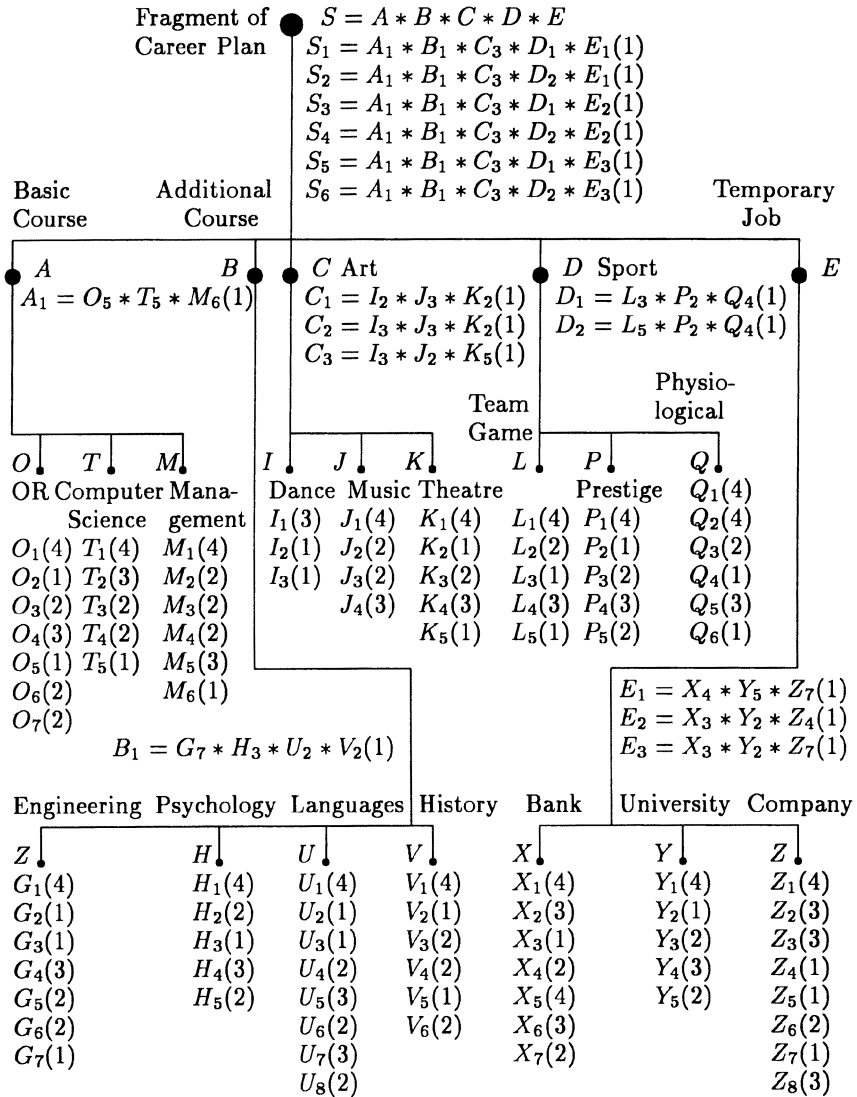 Fragment of Career Plan
S = A * B * C * D * E
S₁ = A₁ * B₁ * C₃ * D₁ * E₁(1)
S₂ = A₁ * B₁ * C₃ * D₂ * E₁(1)
S₃ = A₁ * B₁ * C₃ * D₁ * E₂(1)
S₄ = A₁ * B₁ * C₃ * D₂ * E₂(1)
S₅ = A₁ * B₁ * C₃ * D₁ * E₃(1)
S₆ = A₁ * B₁ * C₃ * D₂ * E₃(1)
Basic Course
Additional Course
Temporary Job
A
A₁ = O₅ * T₅ * M₆(1)
B
C Art
C₁ = I₂ * J₃ * K₂(1)
C₂ = I₃ * J₃ * K₂(1)
C₃ = I₃ * J₂ * K₅(1)
D Sport
D₁ = L₃ * P₂ * Q₄(1)
D₂ = L₅ * P₂ * Q₄(1)
E
Team Game
Physio-
logical
O T M I J K L P Q
OR Computer Mana- Dance Music Theatre Prestige Q₁(4)
Science gement I₁(3) J₁(4) K₁(4) L₁(4) P₁(4) Q₂(4)
O₁(4) T₁(4) M₁(4) I₂(1) J₂(2) K₂(1) L₂(2) P₂(1) Q₃(2)
O₂(1) T₂(3) M₂(2) I₃(1) J₃(2) K₃(2) L₃(1) P₃(2) Q₄(1)
O₃(2) T₃(2) M₃(2) J₄(3) K₄(3) L₄(3) P₄(3) Q₅(3)
O₄(3) T₄(2) M₄(2) K₅(1) L₅(1) P₅(2) Q₆(1)
O₅(1) T₅(1) M₅(3)
O₆(2) M₆(1)
O₇(2)
E₁ = X₄ * Y₅ * Z₇(1)
E₂ = X₃ * Y₂ * Z₄(1)
E₃ = X₃ * Y₂ * Z₇(1)
B₁ = G₇ * H₃ * U₂ * V₂(1)
Engineering Psychology Languages History Bank University Company
Z H U V X Y Z
G₁(4) H₁(4) U₁(4) V₁(4) X₁(4) Y₁(4) Z₁(4)
G₂(1) H₂(2) U₂(1) V₂(1) X₂(3) Y₂(1) Z₂(3)
G₃(1) H₃(1) U₃(1) V₃(2) X₃(1) Y₃(2) Z₃(3)
G₄(3) H₄(3) U₄(2) V₄(2) X₄(2) Y₄(3) Z₄(1)
G₅(2) H₅(2) U₅(3) V₅(1) X₅(4) Y₅(2) Z₅(1)
G₆(2) U₆(2) V₆(2) X₆(3) Z₆(2)
G₇(1) U₇(3) X₇(2) Z₇(1)
U₈(2) Z₈(3)